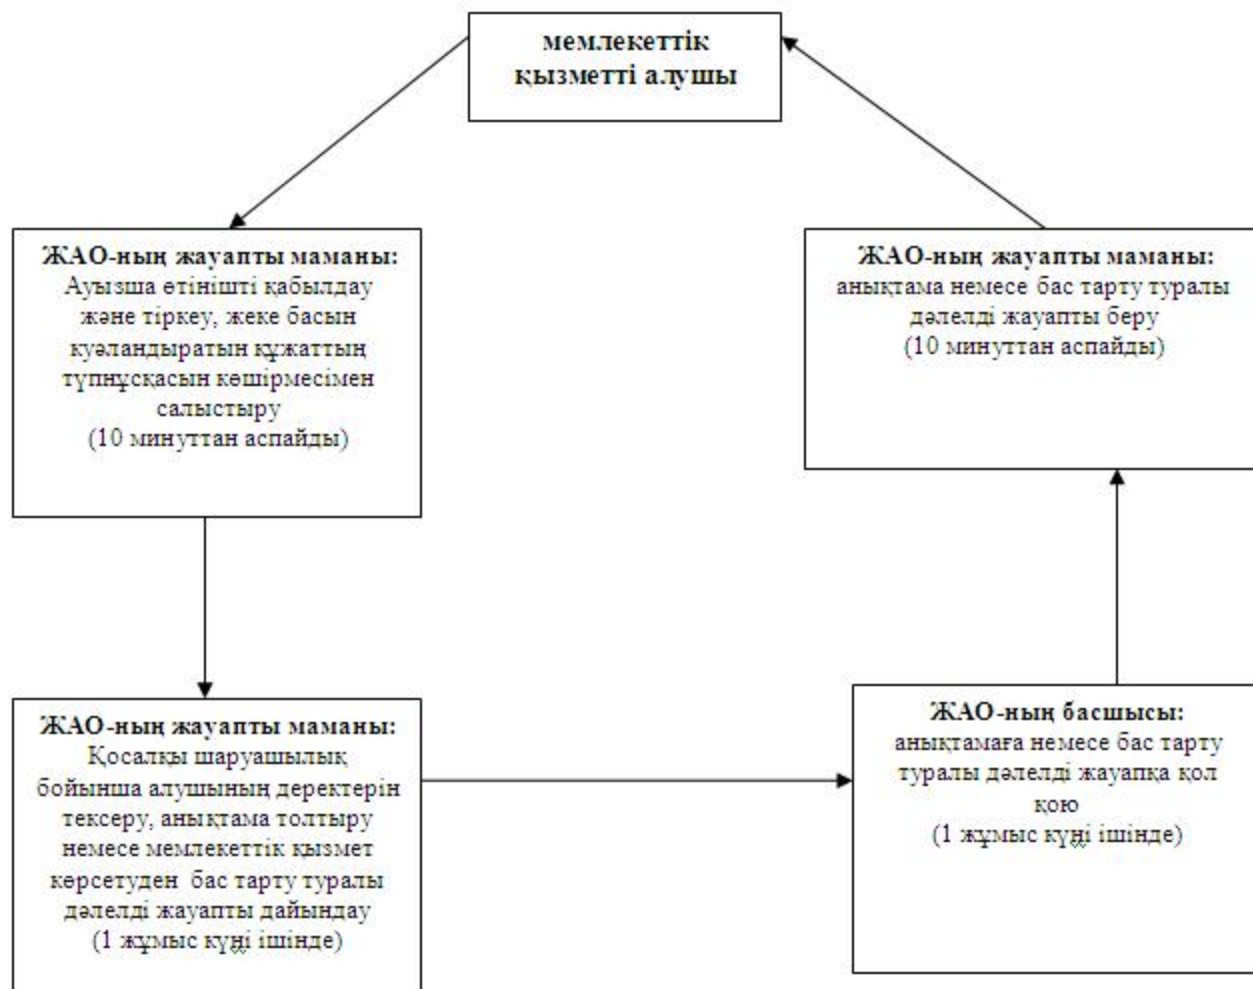 мемлекеттік
қызметті алушы
ЖАО-ның жауапты маманы:
Ауызша өтінішті қабылдау
және тіркеу, жеке басын
куәландыратын құжаттың
түпнұсқасын көшірмесімен
салыстыру
(10 минуттан аспайды)
ЖАО-ның жауапты маманы:
анықтама немесе бас тарту туралы
дәлелді жауапты беру
(10 минуттан аспайды)
ЖАО-ның жауапты маманы:
Қосалқы шаруашылық
бойынша алушының деректерін
тексеру, анықтама толтыру
немесе мемлекеттік қызмет
көрсетуден бас тарту туралы
дәлелді жауапты дайындау
(1 жұмыс күні ішінде)
ЖАО-ның басшысы:
анықтамаға немесе бас тарту
туралы дәлелді жауапқа қол
қою
(1 жұмыс күні ішінде)